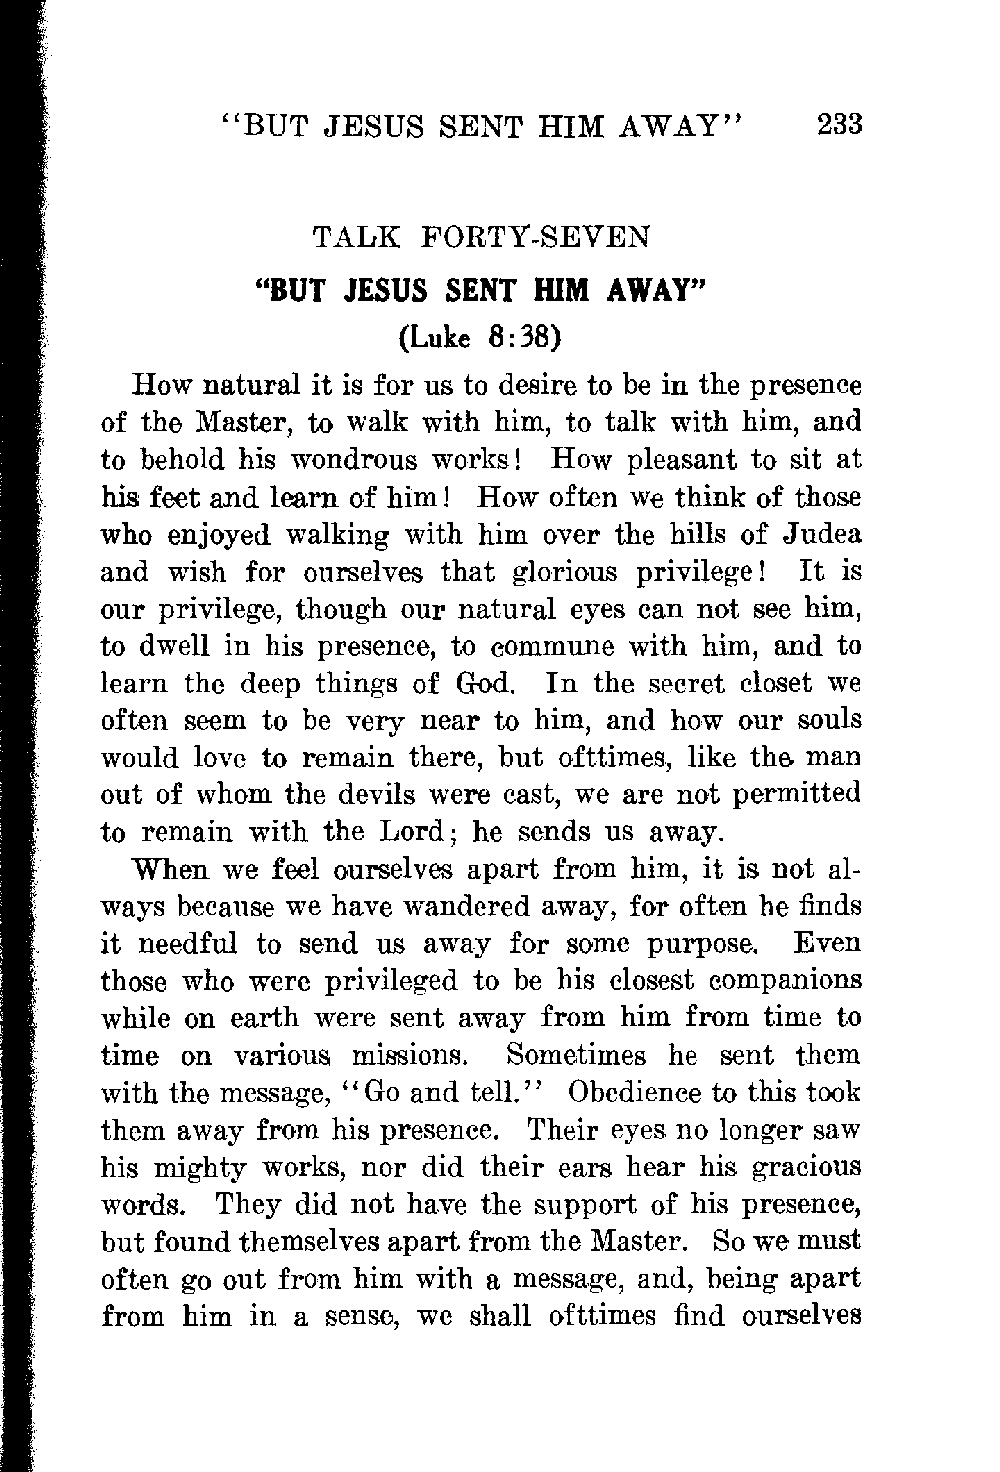 "BUT JESUS SENT HIM AWAY" 233
TALK FORTY-SEVEN
"BUT JESUS SENT HIM AWAY"
(Luke 8:38)
How natural it is for us to desire to be in the presence
of the Master, to walk with him, to talk with him, and
to behold his wondrous works! How pleasant to sit at
his feet and learn of him! How often we think of those
who enjoyed walking with him over the hills of Judea
and wish for ourselves that glorious privilege! It is
our privilege, though our natural eyes can not see him,
to dwell in his presence, to commune with him, and to
learn the deep things of God. In the secret closet we
often seem to be very near to him, and how our souls
would love to remain there, but ofttimes, like the man
out of whom the devils were cast, we are not permitted
to remain with the Lord; he sends us away.
When we feel ourselves apart from him, it is not al-
ways because we have wandered away, for often he finds
it needful to send us away for some purpose. Even
those who were privileged to be his closest companions
while on earth were sent away from him from time to
time on various missions. Sometimes he sent them
with the message, "Go and tell." Obedience to this took
them away from his presence. Their eyes no longer saw
his mighty works, nor did their ears hear his gracious
words. They did not have the support of his presence,
but found themselves apart from the Master. So we must
often go out from him with a message, and, being apart
from him in a sense, we shall ofttimes find ourselves